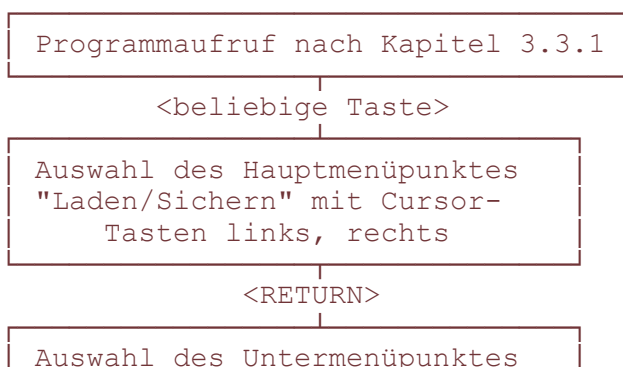 Programmaufruf nach Kapitel 3.3.1
<beliebige Taste>
Auswahl des Hauptmenüpunktes
"Laden/Sichern" mit Cursor-
Tasten links, rechts
<RETURN>
Auswahl des Untermenüpunktes